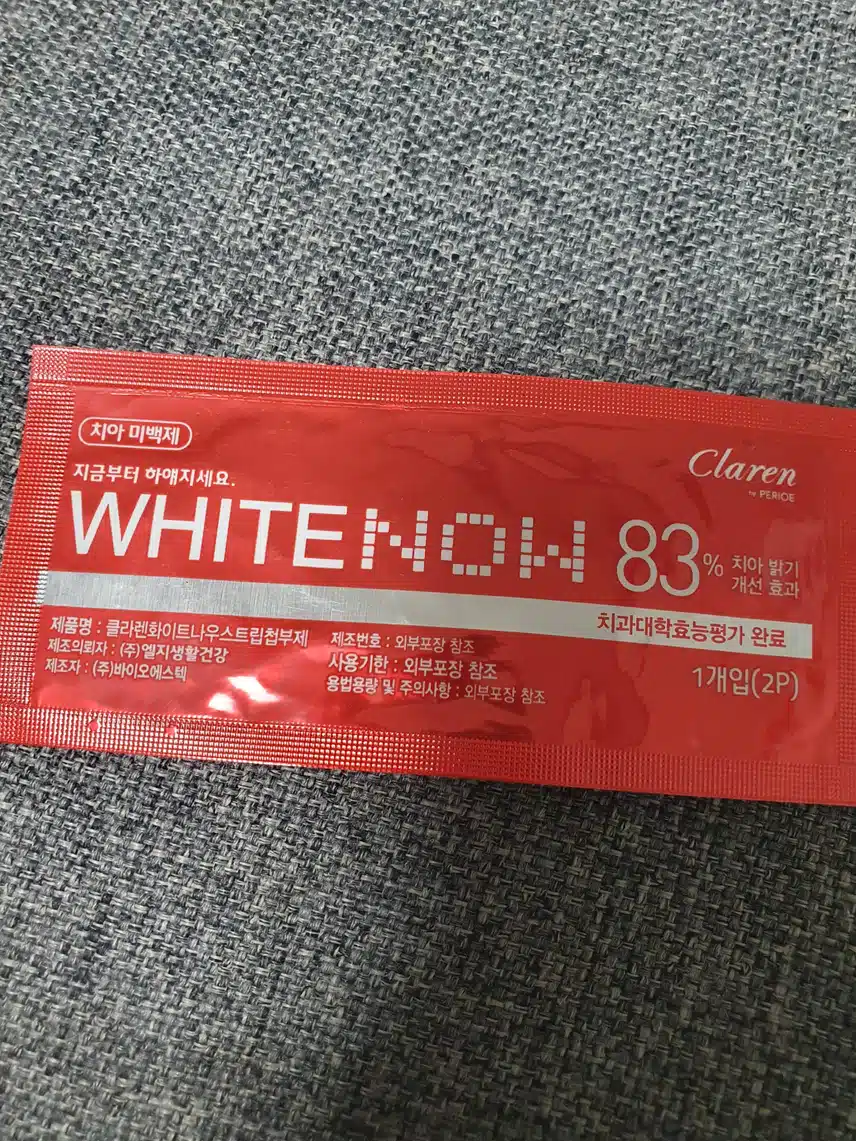 치아 미백제
지금부터 하얘지세요.
WHITE NOW
Claren
by PERIOE
83% 치아 밝기
개선 효과
치과대학효능평가 완료
제품명 : 클라렌화이트나우스트립첩부제
제조의뢰자 : (주)엘지생활건강
제조자 : (주)바이오에스텍
제조번호 : 외부포장 참조
사용기한 : 외부포장 참조
용법용량 및 주의사항 : 외부포장 참조
1개입(2P)